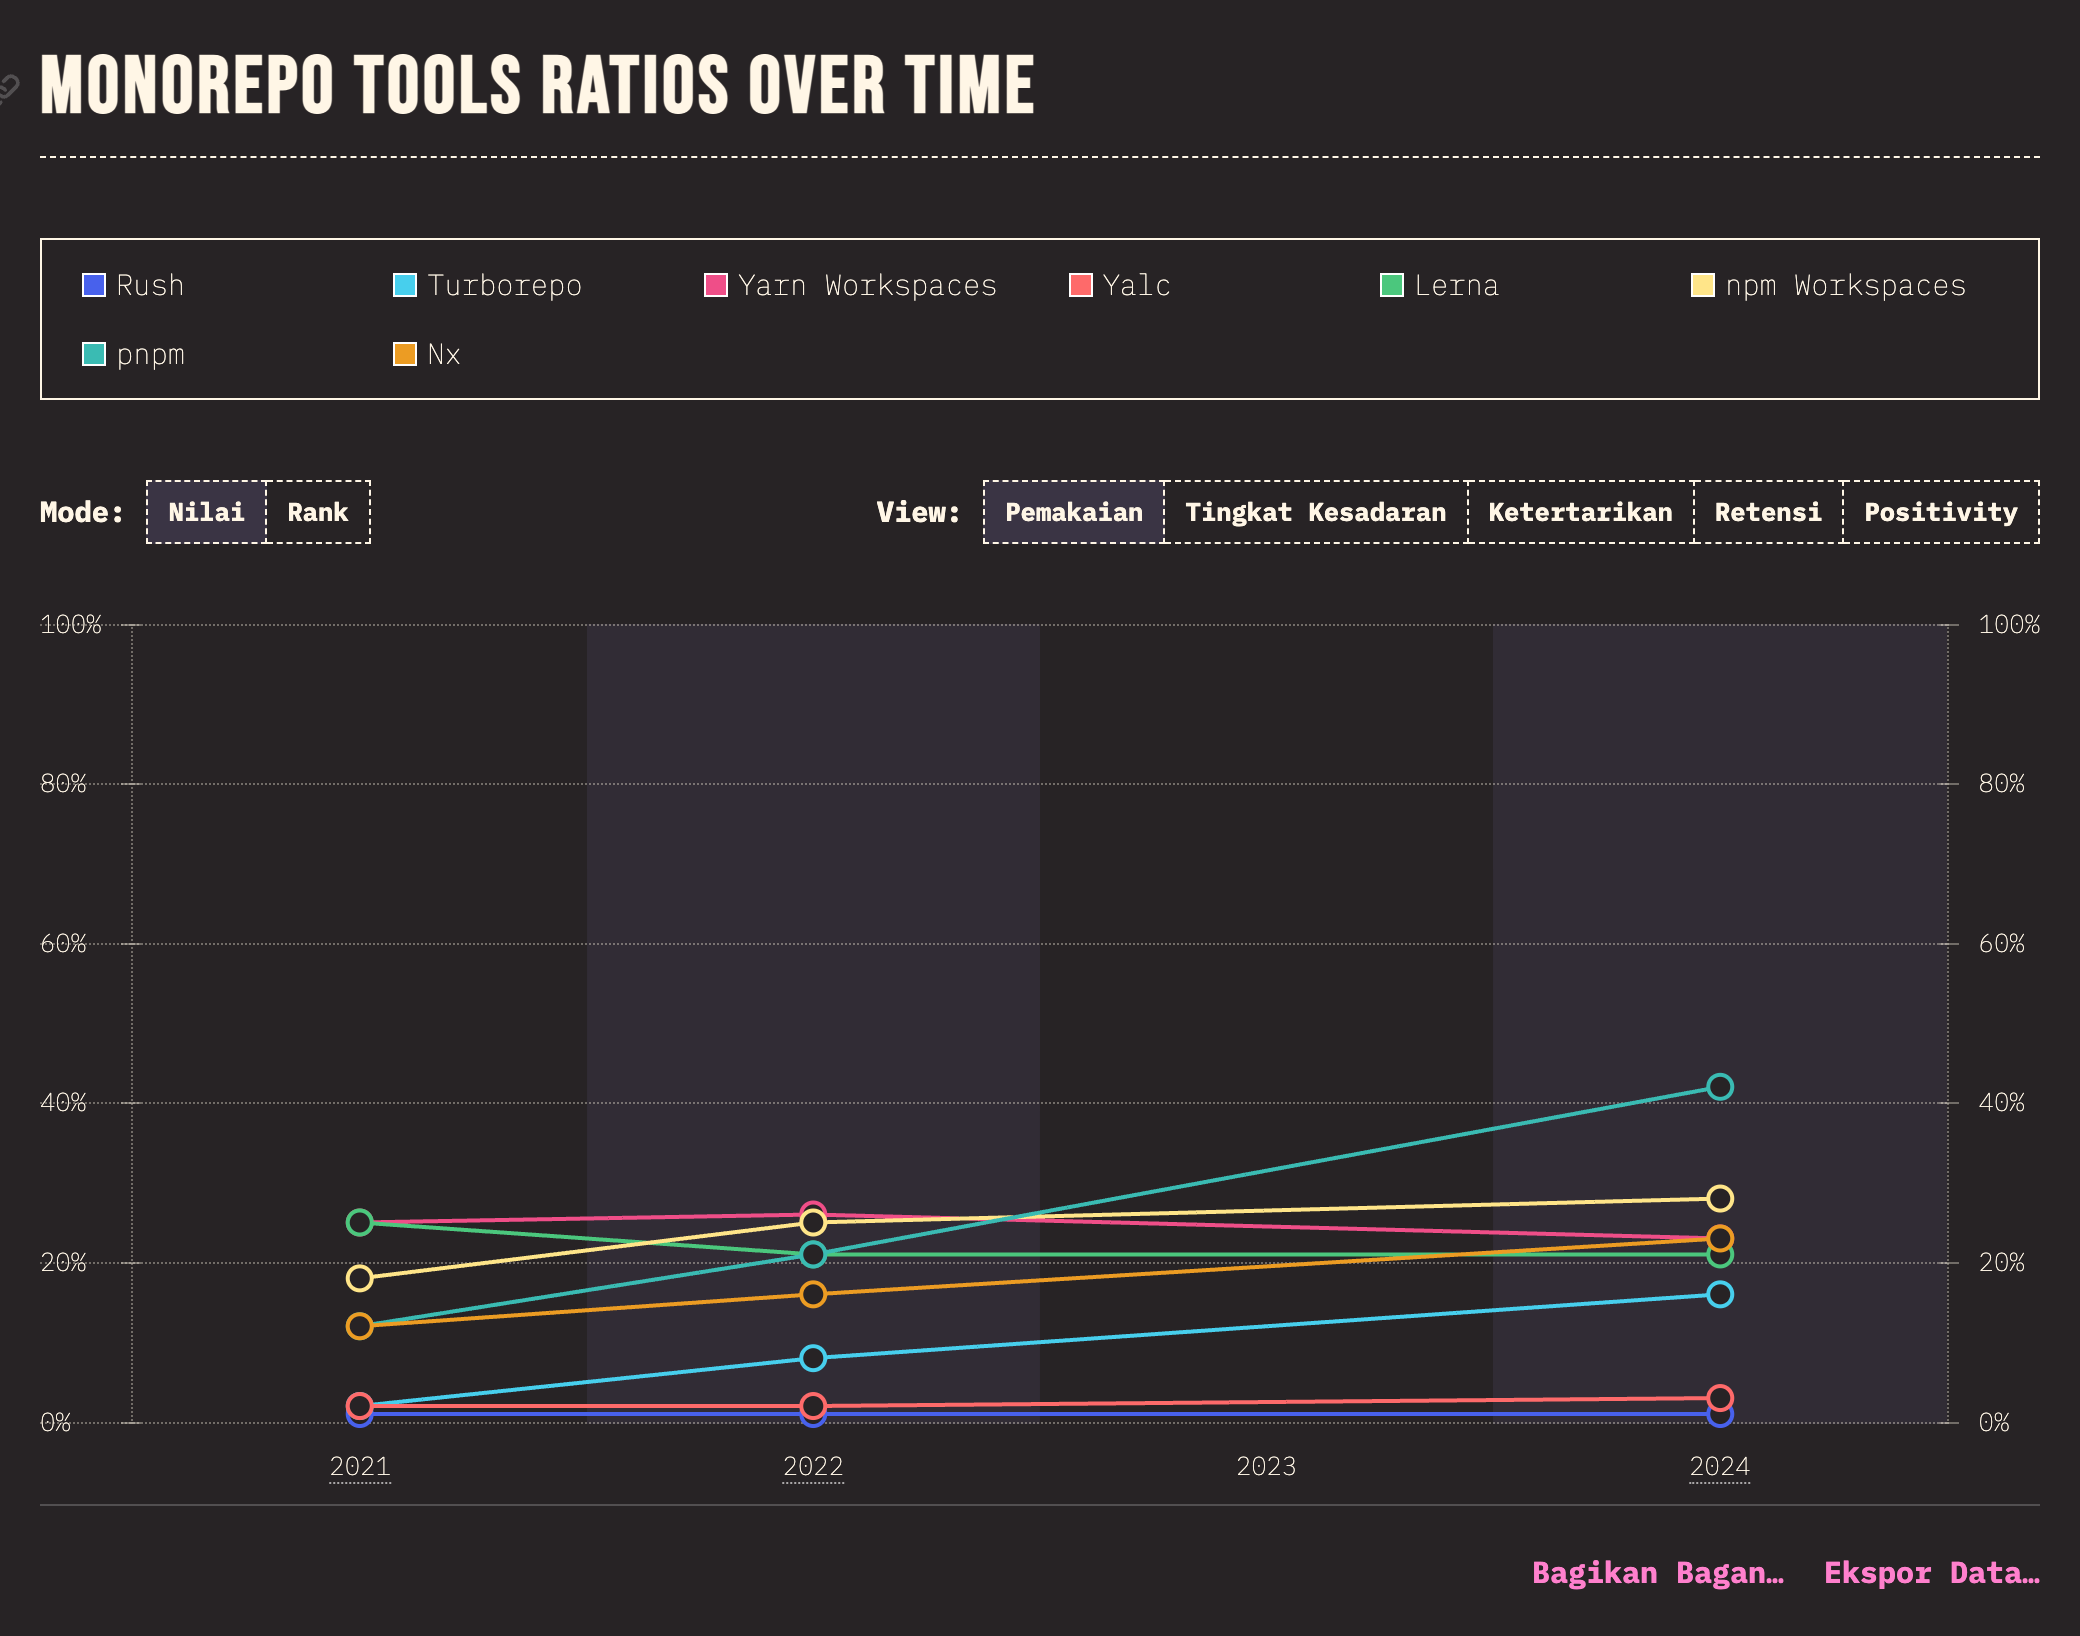 MONOREPO TOOLS RATIOS OVER TIME
Rush Turborepo Yarn Workspaces Yalc Lerna npm Workspaces
pnpm Nx
Mode: Nilai Rank View: Pemakaian Tingkat Kesadaran Ketertarikan Retensi Positivity
100% 100%
80% 80%
60% 60%
40% 40%
20% 20%
0% 0%
2021 2022 2023 2024
Bagikan Bagan… Ekspor Data…